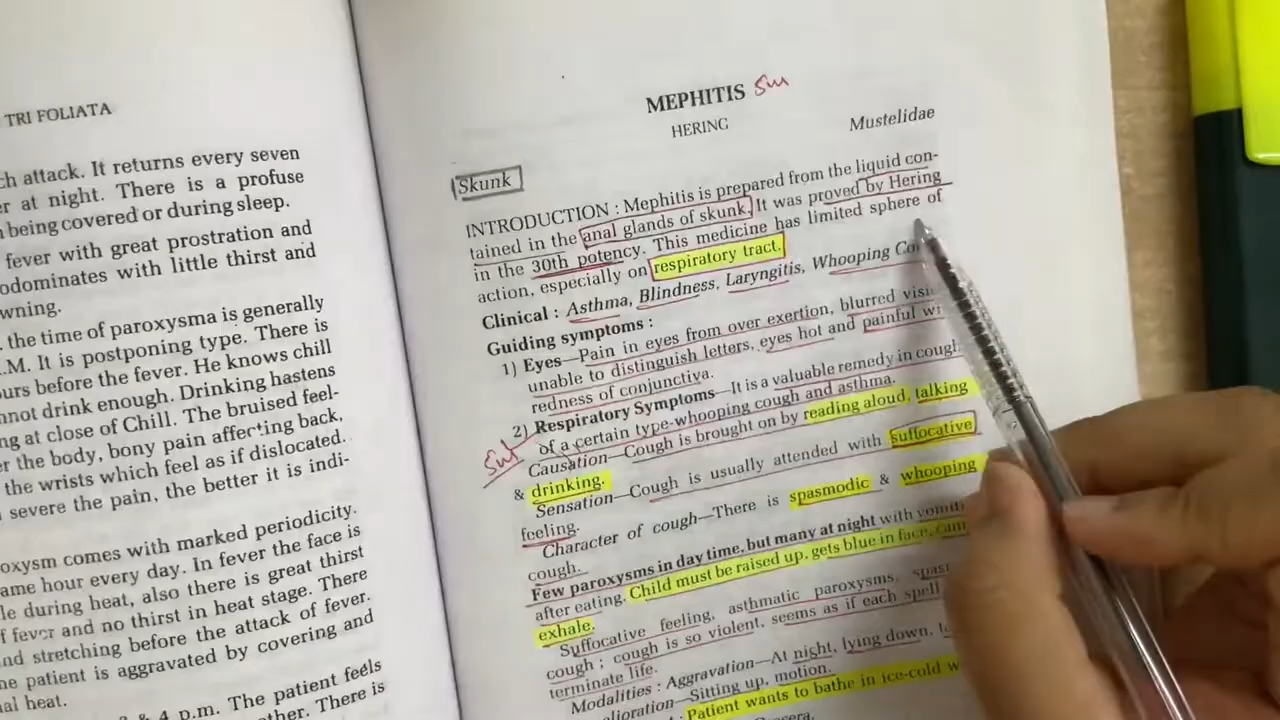 TRI FOLIATA
ch attack. It returns every seven
er at night. There is a profuse
being covered or during sleep.
fever with great prostration and
odominates with little thirst and
wning.
the time of paroxysma is generally
.M. It is postponing type. There is
ours before the fever. He knows chill
nnot drink enough. Drinking hastens
ng at close of Chill. The bruised feel-
er the body, bony pain affecting back,
the wrists which feel as if dislocated.
severe the pain, the better it is indi-
oxysm comes with marked periodicity.
ame hour every day. In fever the face is
le during heat, also there is great thirst
f fever and no thirst in heat stage. There
nd stretching before the attack of fever.
he patient is aggravated by covering and
al heat.
& 4 p.m. The patient feels
other. There is
MEPHITIS
HERING
Mustelidae
Skunk
INTRODUCTION : Mephitis is prepared from the liquid con-
tained in the anal glands of skunk. It was proved by Hering
in the 30th potency. This medicine has limited sphere of
action, especially on respiratory tract.
Clinical : Asthma, Blindness, Laryngitis, Whooping Co
Guiding symptoms :
1) Eyes—Pain in eyes from over exertion, blurred visi
unable to distinguish letters, eyes hot and painful wi
redness of conjunctiva.
2) Respiratory Symptoms—It is a valuable remedy in cough
of a certain type-whooping cough and asthma.
Causation—Cough is brought on by reading aloud, talking
& drinking.
Sensation—Cough is usually attended with suffocative
feeling.
Character of cough—There is spasmodic & whooping
cough.
Few paroxysms in day time, but many at night with vomit
after eating. Child must be raised up, gets blue in face, can
exhale.
Suffocative feeling, asthmatic paroxysms, spas
cough ; cough is so violent, seems as if each spell
terminate life.
Modalities : Aggravation—At night, lying down,
elioration—Sitting up, motion.
Patient wants to bathe in ice-cold w